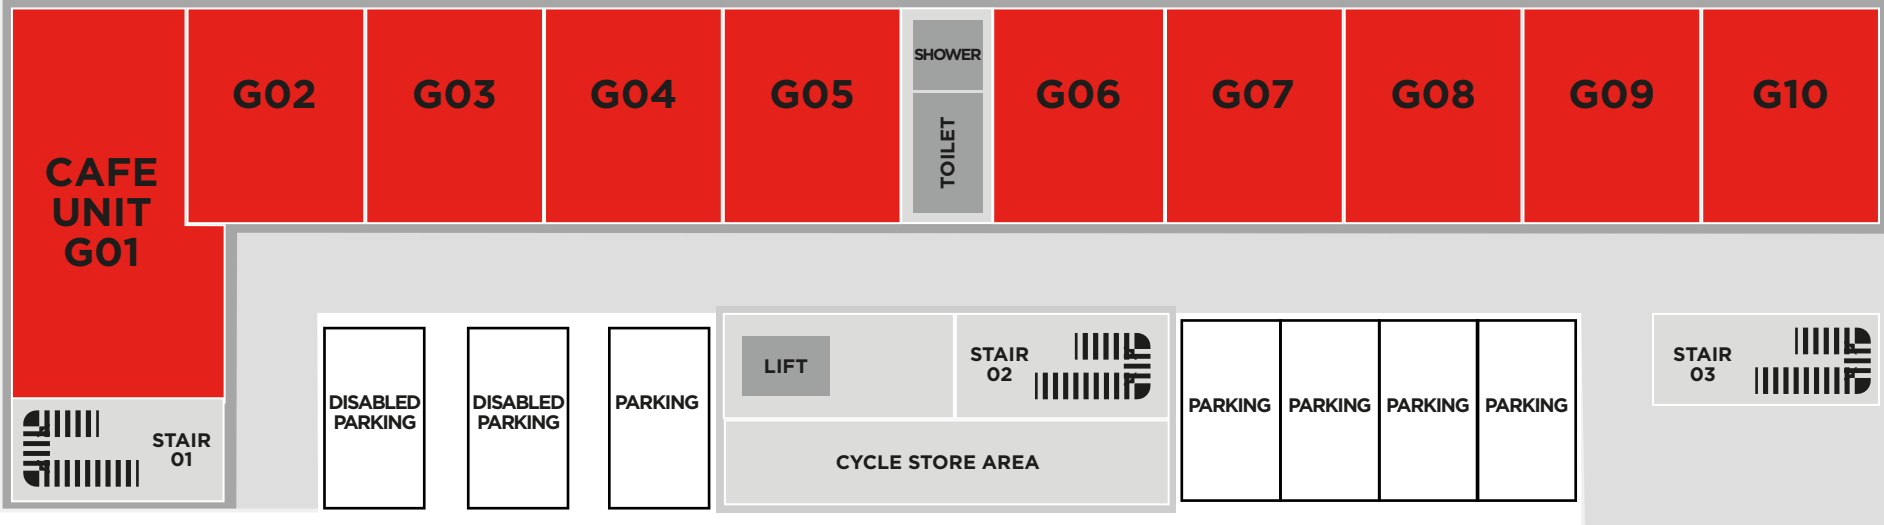 G02
G03
G04
G05
SHOWER
TOILET
G06
G07
G08
G09
G10
CAFE
UNIT
G01
DISABLED
PARKING
DISABLED
PARKING
PARKING
LIFT
STAIR
02
PARKING
PARKING
PARKING
PARKING
STAIR
03
STAIR
01
CYCLE STORE AREA